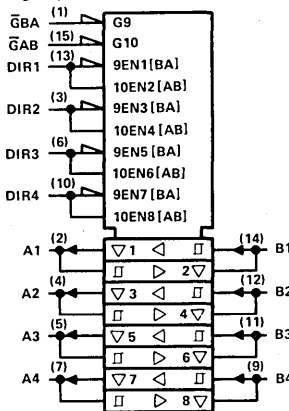 G̅BA (1) G9
G̅AB (15) G10
DIR1 (13) 9EN1[BA]
10EN2[AB]
DIR2 (3) 9EN3[BA]
10EN4[AB]
DIR3 (6) 9EN5[BA]
10EN6[AB]
DIR4 (10) 9EN7[BA]
10EN8[AB]
A1 (2) ▽1 ◁ (14) B1
▷ 2▽
A2 (4) ▽3 ◁ (12) B2
▷ 4▽
A3 (5) ▽5 ◁ (11) B3
▷ 6▽
A4 (7) ▽7 ◁ (9) B4
▷ 8▽